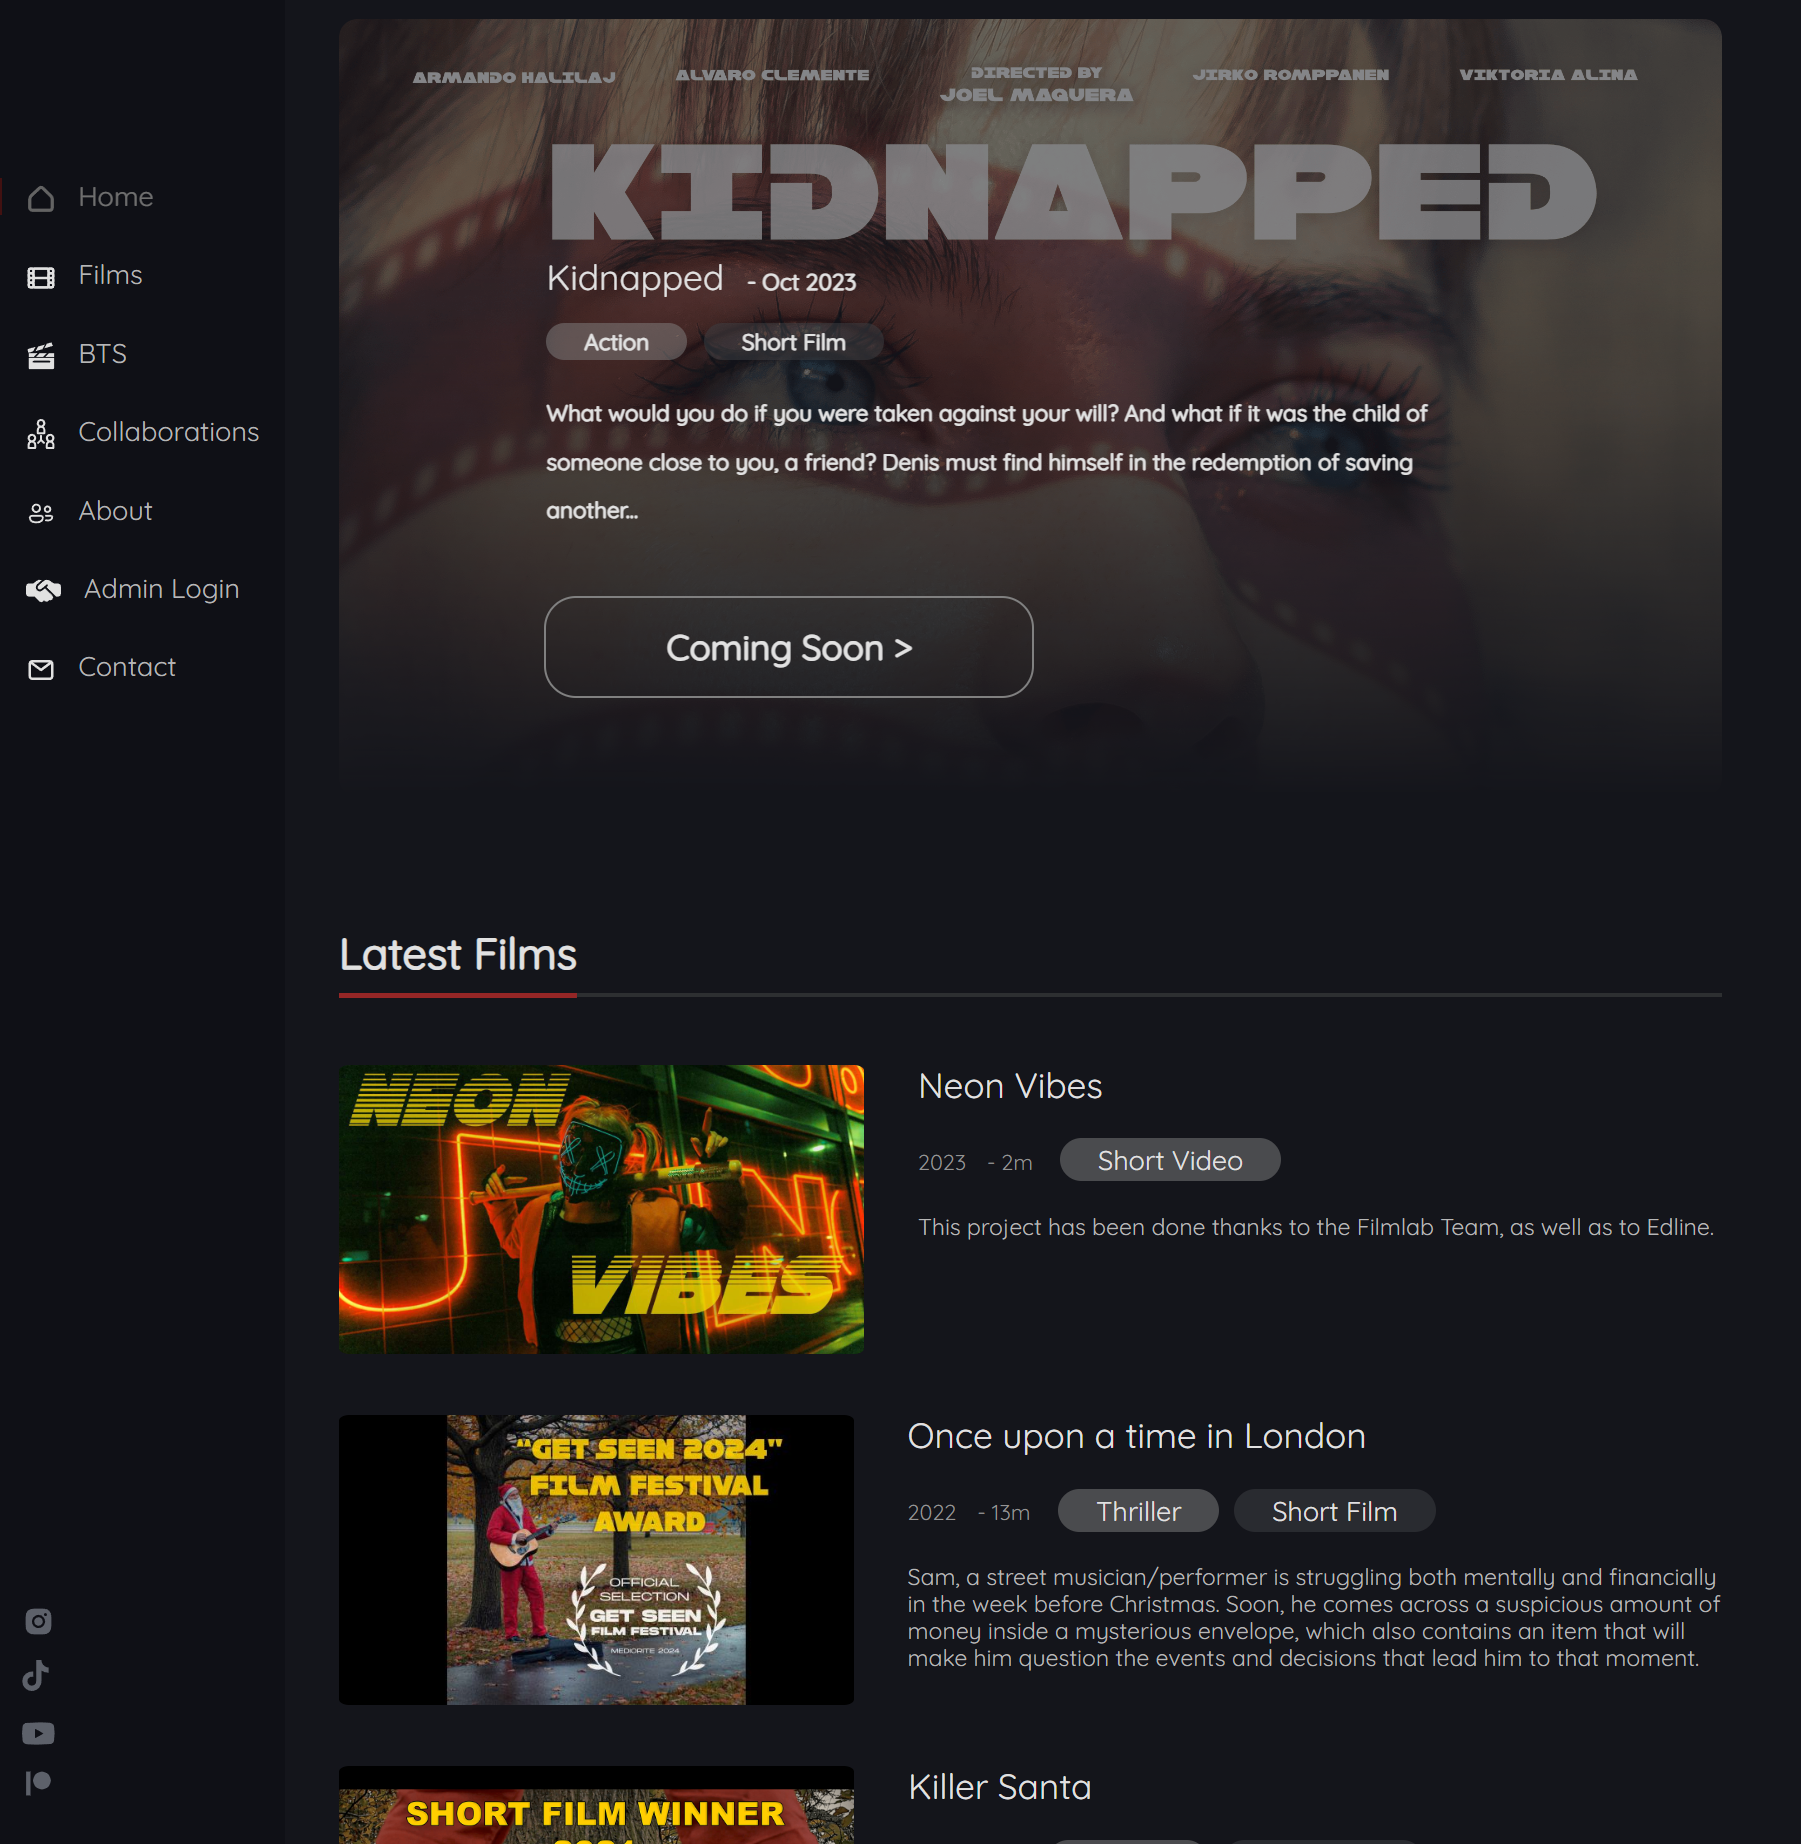 Home
Films
BTS
Collaborations
About
Admin Login
Contact
ARMANDO HALILAJ
ALVARO CLEMENTE
DIRECTED BY
JOEL MAQUERA
JIRKO ROMPPANEN
VIKTORIA ALINA
KIDNAPPED
Kidnapped - Oct 2023
Action Short Film
What would you do if you were taken against your will? And what if it was the child of
someone close to you, a friend? Denis must find himself in the redemption of saving
another...
Coming Soon >
Latest Films
NEON
VIBES
Neon Vibes
2023 - 2m Short Video
This project has been done thanks to the Filmlab Team, as well as to Edline.
“GET SEEN 2024"
FILM FESTIVAL
AWARD
OFFICIAL
SELECTION
GET SEEN
FILM FESTIVAL
MEDIORITE 2024
Once upon a time in London
2022 - 13m Thriller Short Film
Sam, a street musician/performer is struggling both mentally and financially
in the week before Christmas. Soon, he comes across a suspicious amount of
money inside a mysterious envelope, which also contains an item that will
make him question the events and decisions that lead him to that moment.
SHORT FILM WINNER
Killer Santa